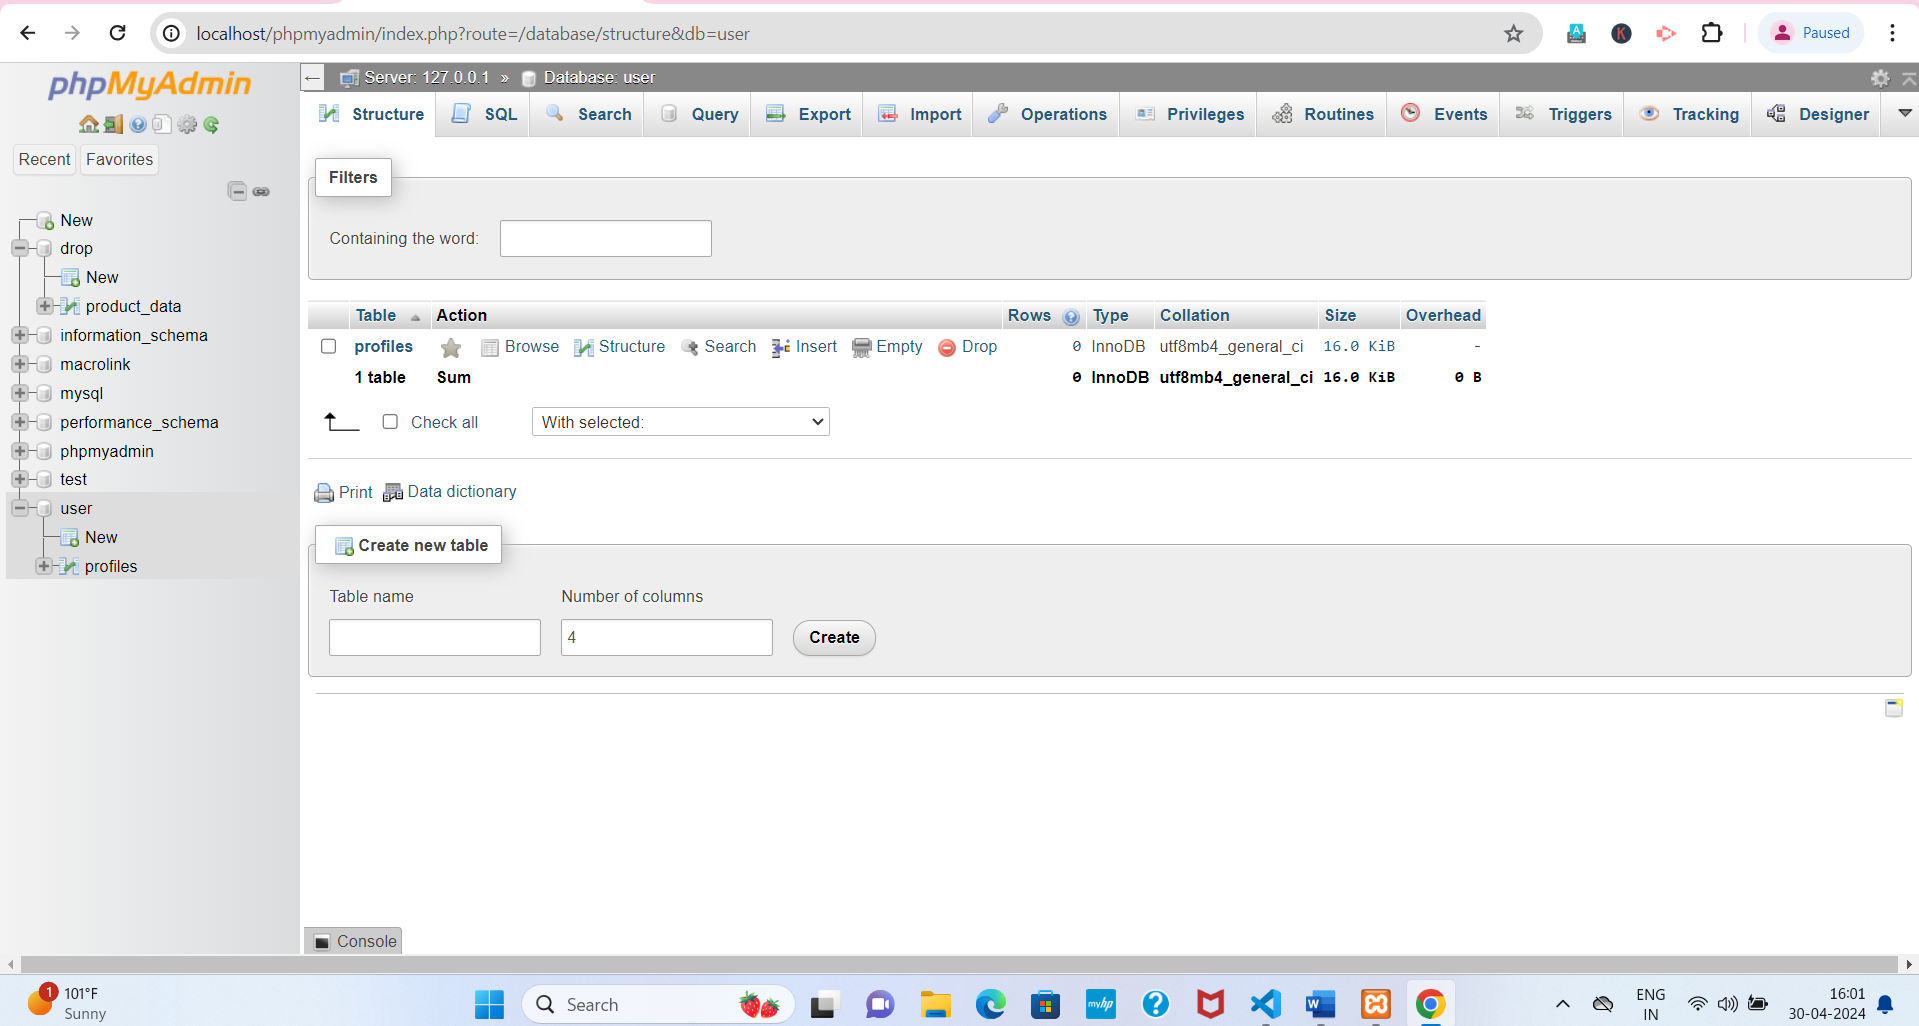 localhost/phpmyadmin/index.php?route=/database/structure&db=user
K
Paused
phpMyAdmin
Recent Favorites
New
drop
New
product_data
information_schema
macrolink
mysql
performance_schema
phpmyadmin
test
user
New
profiles
Server: 127.0.0.1 » Database: user
Structure SQL Search Query Export Import Operations Privileges Routines Events Triggers Tracking Designer
Filters
Containing the word:
Table Action Rows Type Collation Size Overhead
profiles Browse Structure Search Insert Empty Drop 0 InnoDB utf8mb4_general_ci 16.0 KiB -
1 table Sum 0 InnoDB utf8mb4_general_ci 16.0 KiB 0 B
Check all With selected:
Print Data dictionary
Create new table
Table name Number of columns
4 Create
Console
1 101°F
Sunny
Search
myhp
ENG
IN
16:01
30-04-2024